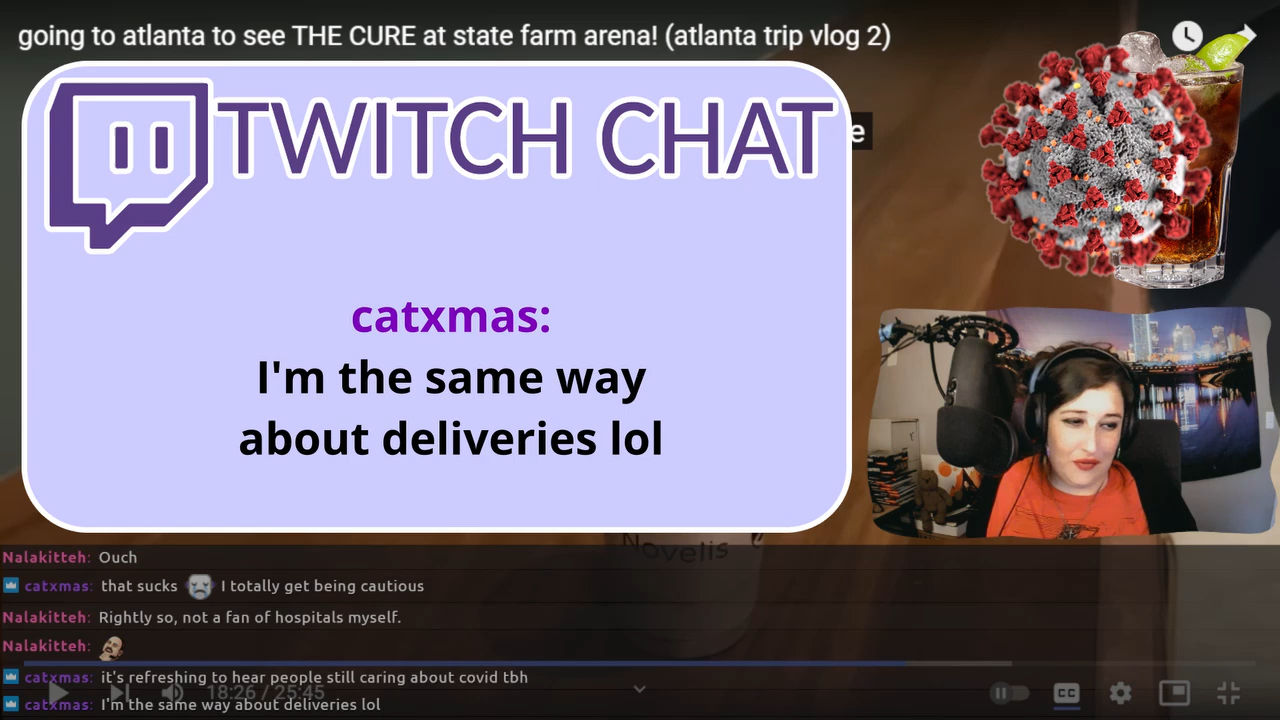 going to atlanta to see THE CURE at state farm arena! (atlanta trip vlog 2)
TWITCH CHAT
e
catxmas:
I'm the same way
about deliveries lol
Novelis
Nalakitteh: Ouch
catxmas: that sucks I totally get being cautious
Nalakitteh: Rightly so, not a fan of hospitals myself.
Nalakitteh:
catxmas: it's refreshing to hear people still caring about covid tbh
18:26 / 25:45
CC
catxmas: I'm the same way about deliveries lol